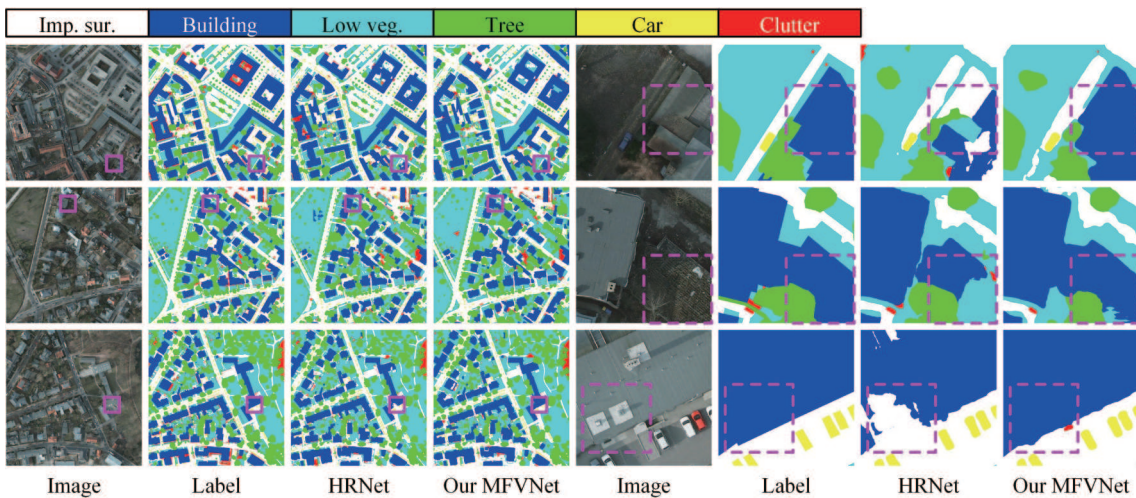 Imp. sur. Building Low veg. Tree Car Clutter
Image Label HRNet Our MFVNet Image Label HRNet Our MFVNet